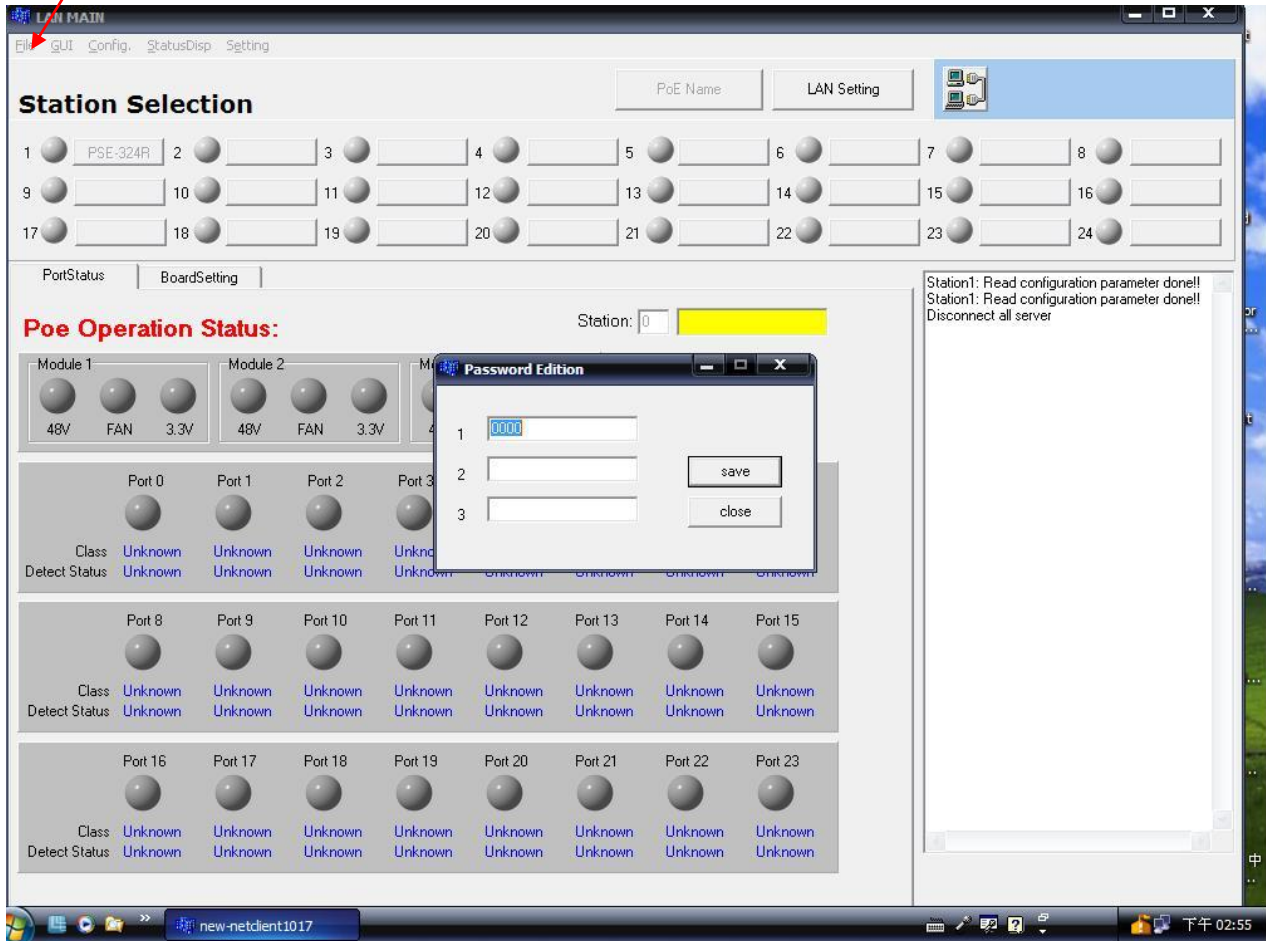 LAN MAIN
File GUI Config. StatusDisp Setting
Station Selection
PoE Name LAN Setting
1 PSE-324R 2 3 4 5 6 7 8
9 10 11 12 13 14 15 16
17 18 19 20 21 22 23 24
PortStatus BoardSetting
Station1: Read configuration parameter done!!
Station1: Read configuration parameter done!!
Disconnect all server
Poe Operation Status:
Station: 0
Module 1 Module 2
48V FAN 3.3V 48V FAN 3.3V
Password Edition
1 0000
2
3
save
close
Port 0 Port 1 Port 2 Port 3
Class Unknown Unknown Unknown
Detect Status Unknown Unknown Unknown Unknown Unknown Unknown Unknown Unknown
Port 8 Port 9 Port 10 Port 11 Port 12 Port 13 Port 14 Port 15
Class Unknown Unknown Unknown Unknown Unknown Unknown Unknown Unknown
Detect Status Unknown Unknown Unknown Unknown Unknown Unknown Unknown Unknown
Port 16 Port 17 Port 18 Port 19 Port 20 Port 21 Port 22 Port 23
Class Unknown Unknown Unknown Unknown Unknown Unknown Unknown Unknown
Detect Status Unknown Unknown Unknown Unknown Unknown Unknown Unknown Unknown
中
new-netclient1017
下午 02:55